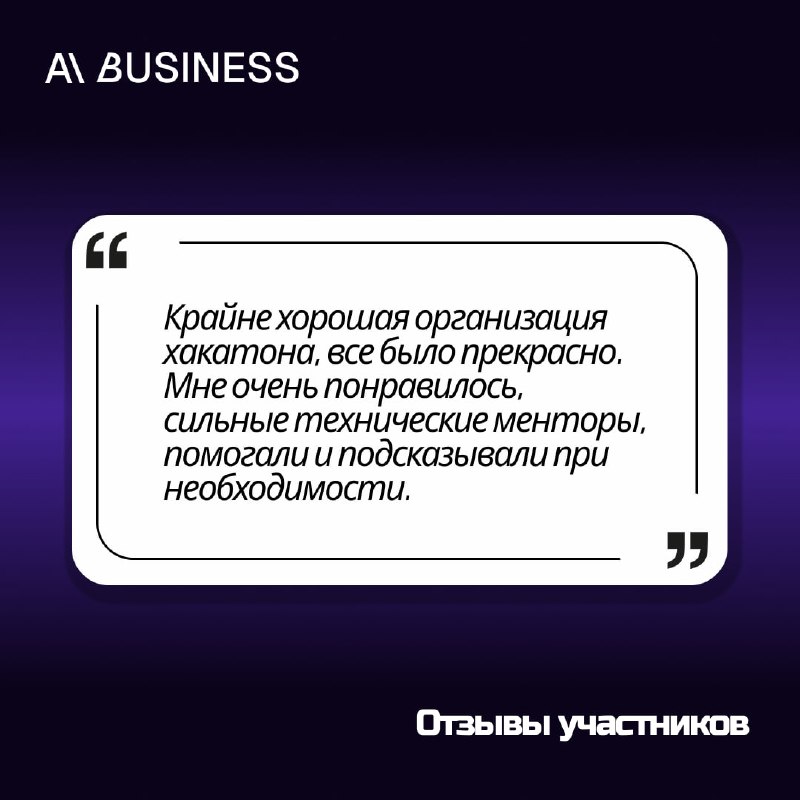 AI BUSINESS
“
Крайне хорошая организация
хакатона, все было прекрасно.
Мне очень понравилось,
сильные технические менторы,
помогали и подсказывали при
необходимости.
”
Отзывы участников